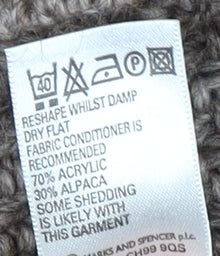 40
P
RESHAPE WHILST DAMP
DRY FLAT
FABRIC CONDITIONER IS
RECOMMENDED
70% ACRYLIC
30% ALPACA
SOME SHEDDING
IS LIKELY WITH
THIS GARMENT
MARKS AND SPENCER p.l.c.
CH99 9QS